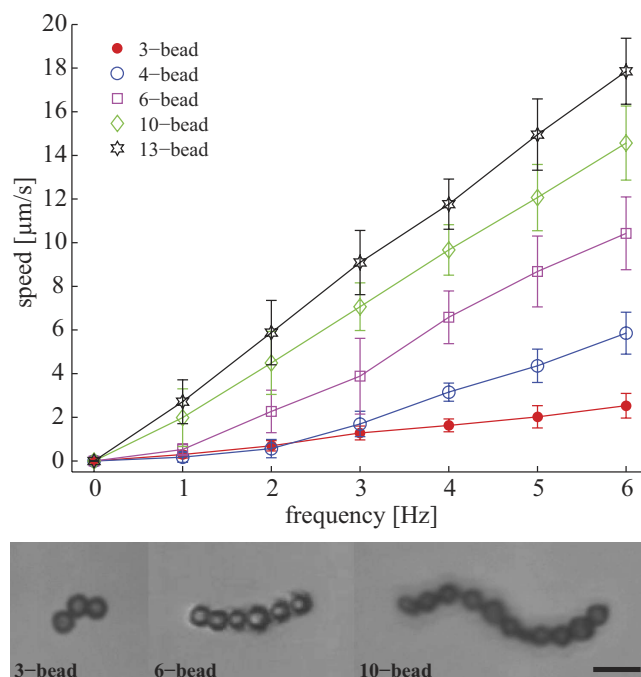 20
18
16
14
12
10
8
6
4
2
0
speed [µm/s]
3−bead
4−bead
6−bead
10−bead
13−bead
0 1 2 3 4 5 6
frequency [Hz]
3−bead 6−bead 10−bead